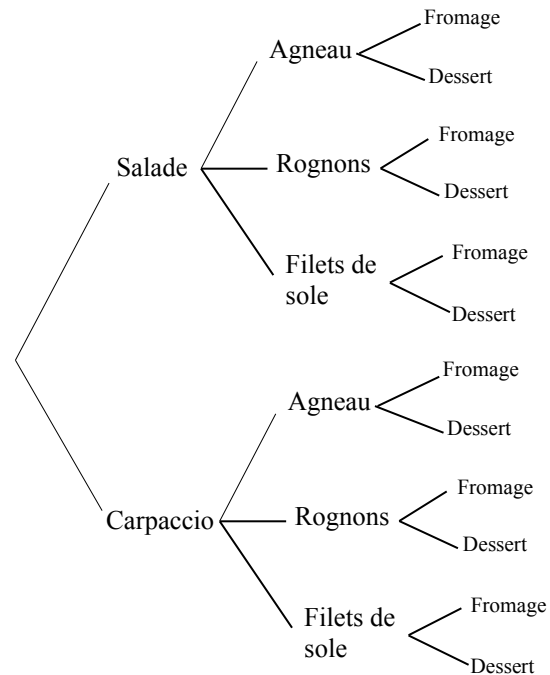 Fromage
Agneau
Dessert
Fromage
Salade
Rognons
Dessert
Fromage
Filets de
sole
Dessert
Fromage
Agneau
Dessert
Fromage
Carpaccio
Rognons
Dessert
Fromage
Filets de
sole
Dessert